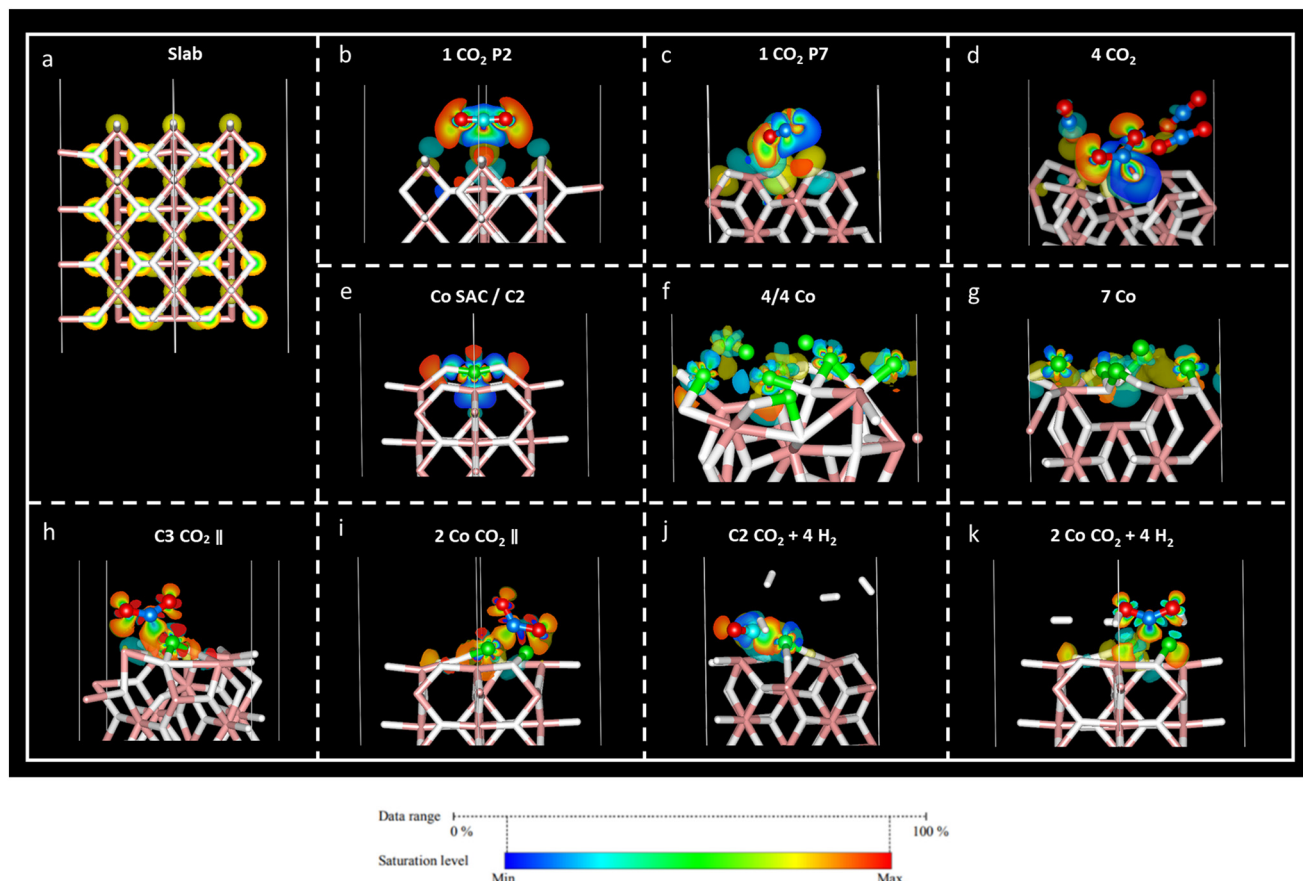 a
Slab
b
1 CO₂ P2
c
1 CO₂ P7
d
4 CO₂
e
Co SAC / C2
f
4/4 Co
g
7 Co
h
C3 CO₂ ||
i
2 Co CO₂ ||
j
C2 CO₂ + 4 H₂
k
2 Co CO₂ + 4 H₂
Data range
0 %
100 %
Saturation level
Min
Max